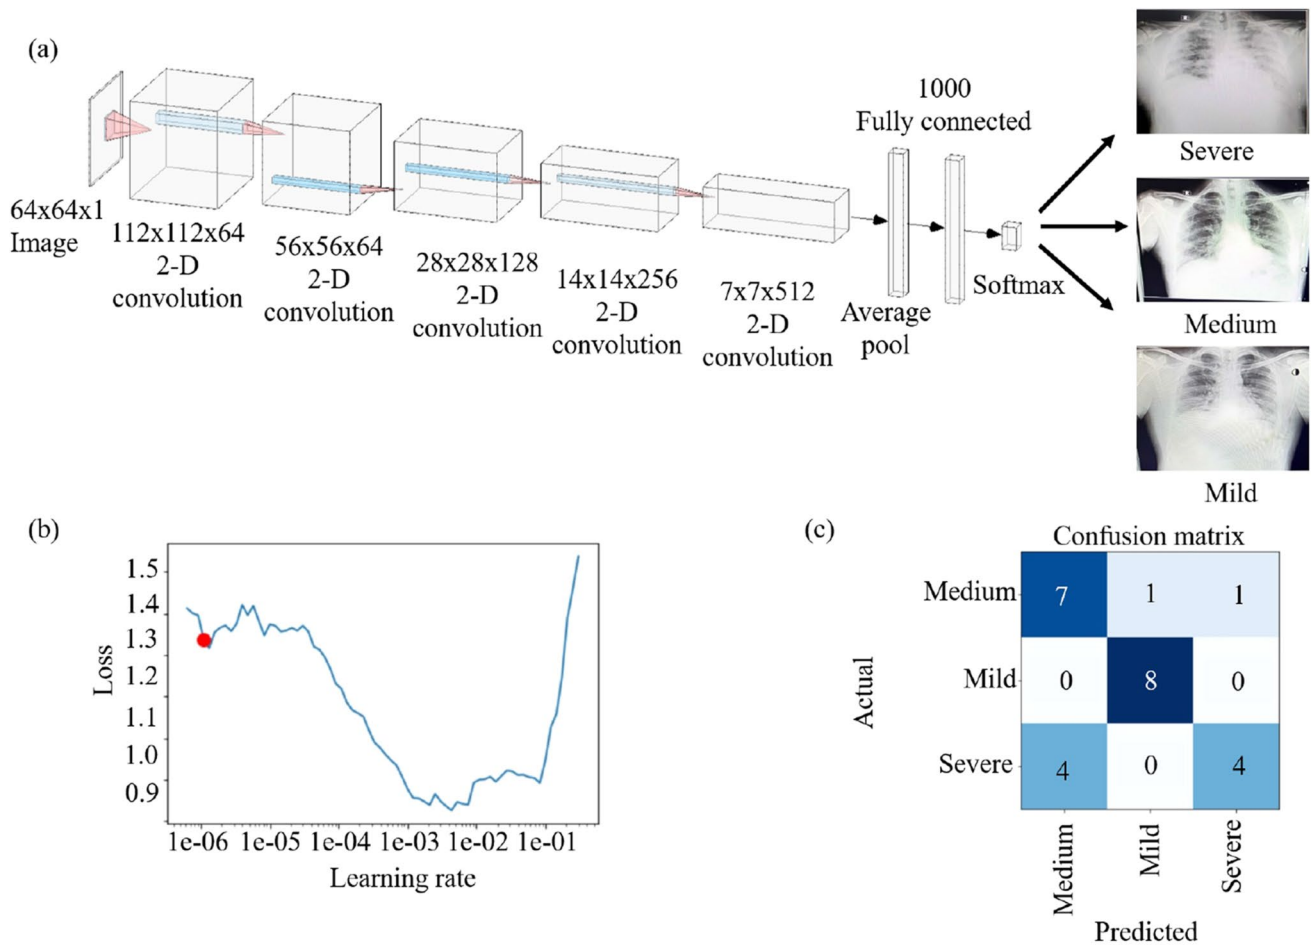 (a)
64x64x1
Image
112x112x64
2-D
convolution
56x56x64
2-D
convolution
28x28x128
2-D
convolution
14x14x256
2-D
convolution
7x7x512
2-D
convolution
Average
pool
1000
Fully connected
Softmax
Severe
Medium
Mild
(b)
Loss
1.5
1.4
1.3
1.2
1.1
1.0
0.9
1e-06 1e-05 1e-04 1e-03 1e-02 1e-01
Learning rate
(c)
Confusion matrix
Actual
Medium 7 1 1
Mild 0 8 0
Severe 4 0 4
Medium
Mild
Severe
Predicted